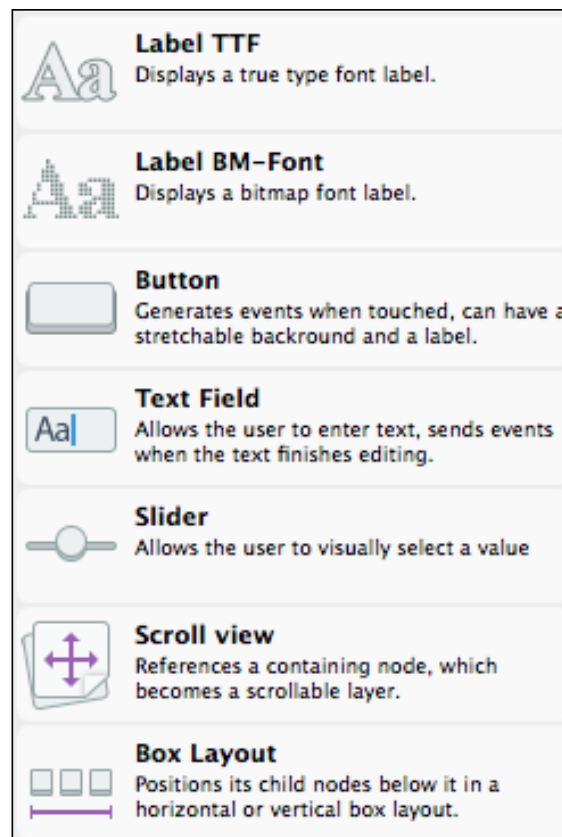 Aa
Label TTF
Displays a true type font label.
Aa
Label BM-Font
Displays a bitmap font label.
Button
Generates events when touched, can have a
stretchable backround and a label.
Aa
Text Field
Allows the user to enter text, sends events
when the text finishes editing.
Slider
Allows the user to visually select a value
Scroll view
References a containing node, which
becomes a scrollable layer.
Box Layout
Positions its child nodes below it in a
horizontal or vertical box layout.